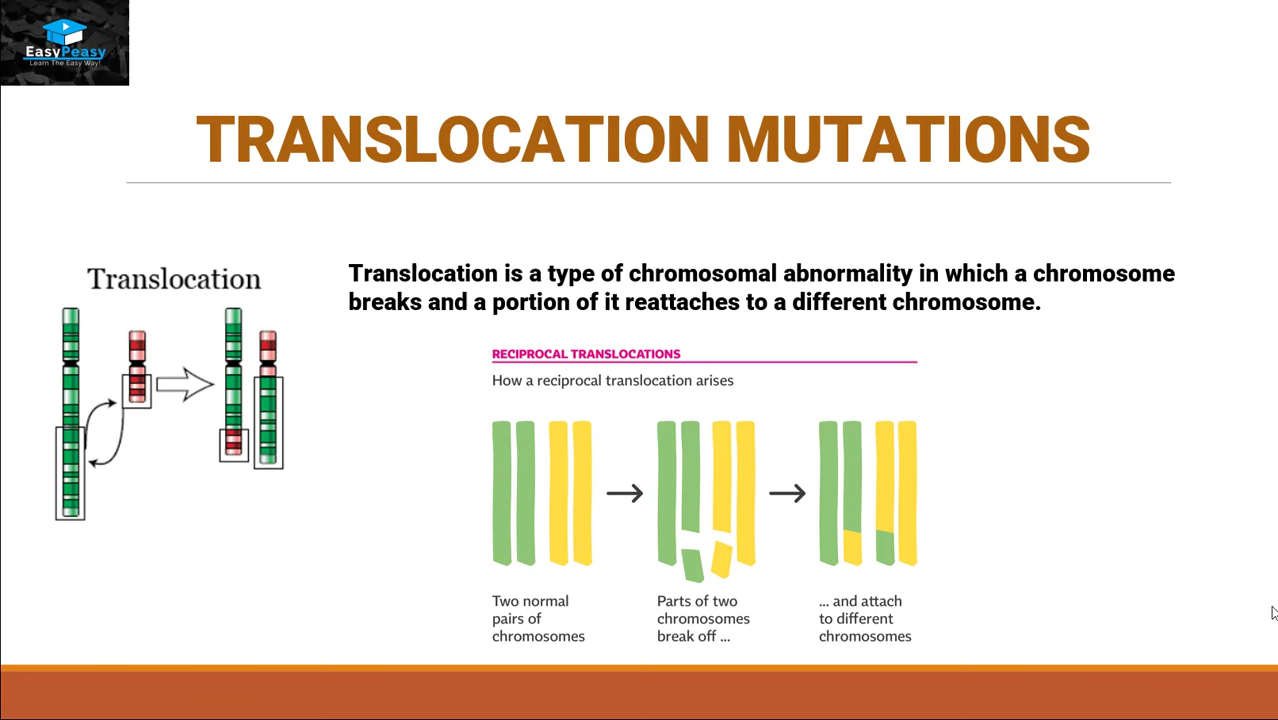 EasyPeasy
Learn The Easy Way!
TRANSLOCATION MUTATIONS
Translocation
Translocation is a type of chromosomal abnormality in which a chromosome
breaks and a portion of it reattaches to a different chromosome.
RECIPROCAL TRANSLOCATIONS
How a reciprocal translocation arises
Two normal
pairs of
chromosomes
Parts of two
chromosomes
break off ...
... and attach
to different
chromosomes